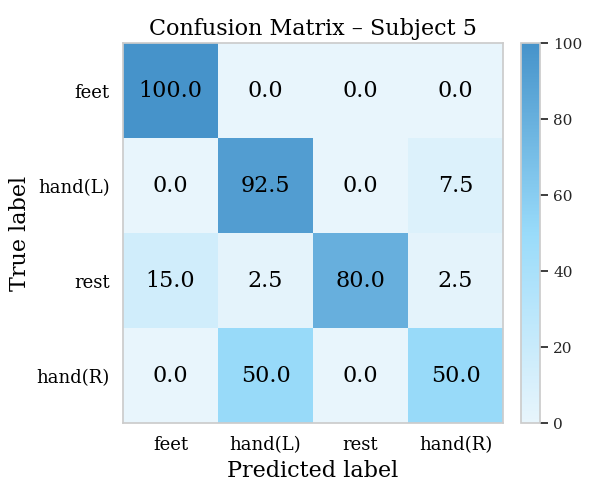 Confusion Matrix – Subject 5
True label
feet 100.0 0.0 0.0 0.0
hand(L) 0.0 92.5 0.0 7.5
rest 15.0 2.5 80.0 2.5
hand(R) 0.0 50.0 0.0 50.0
feet hand(L) rest hand(R)
Predicted label
100
80
60
40
20
0